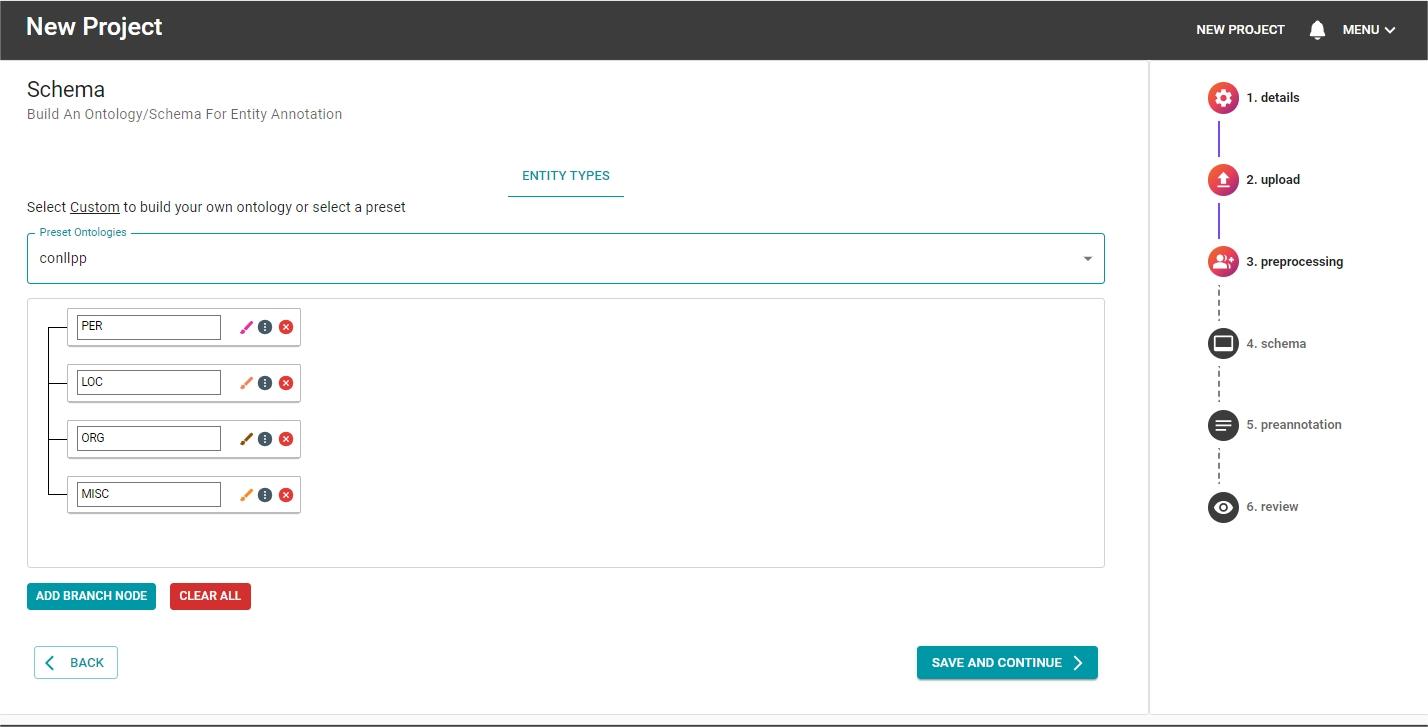 New Project
NEW PROJECT
MENU
Schema
Build An Ontology/Schema For Entity Annotation
ENTITY TYPES
Select Custom to build your own ontology or select a preset
Preset Ontologies
conllpp
PER
LOC
ORG
MISC
ADD BRANCH NODE
CLEAR ALL
BACK
SAVE AND CONTINUE
1. details
2. upload
3. preprocessing
4. schema
5. preannotation
6. review